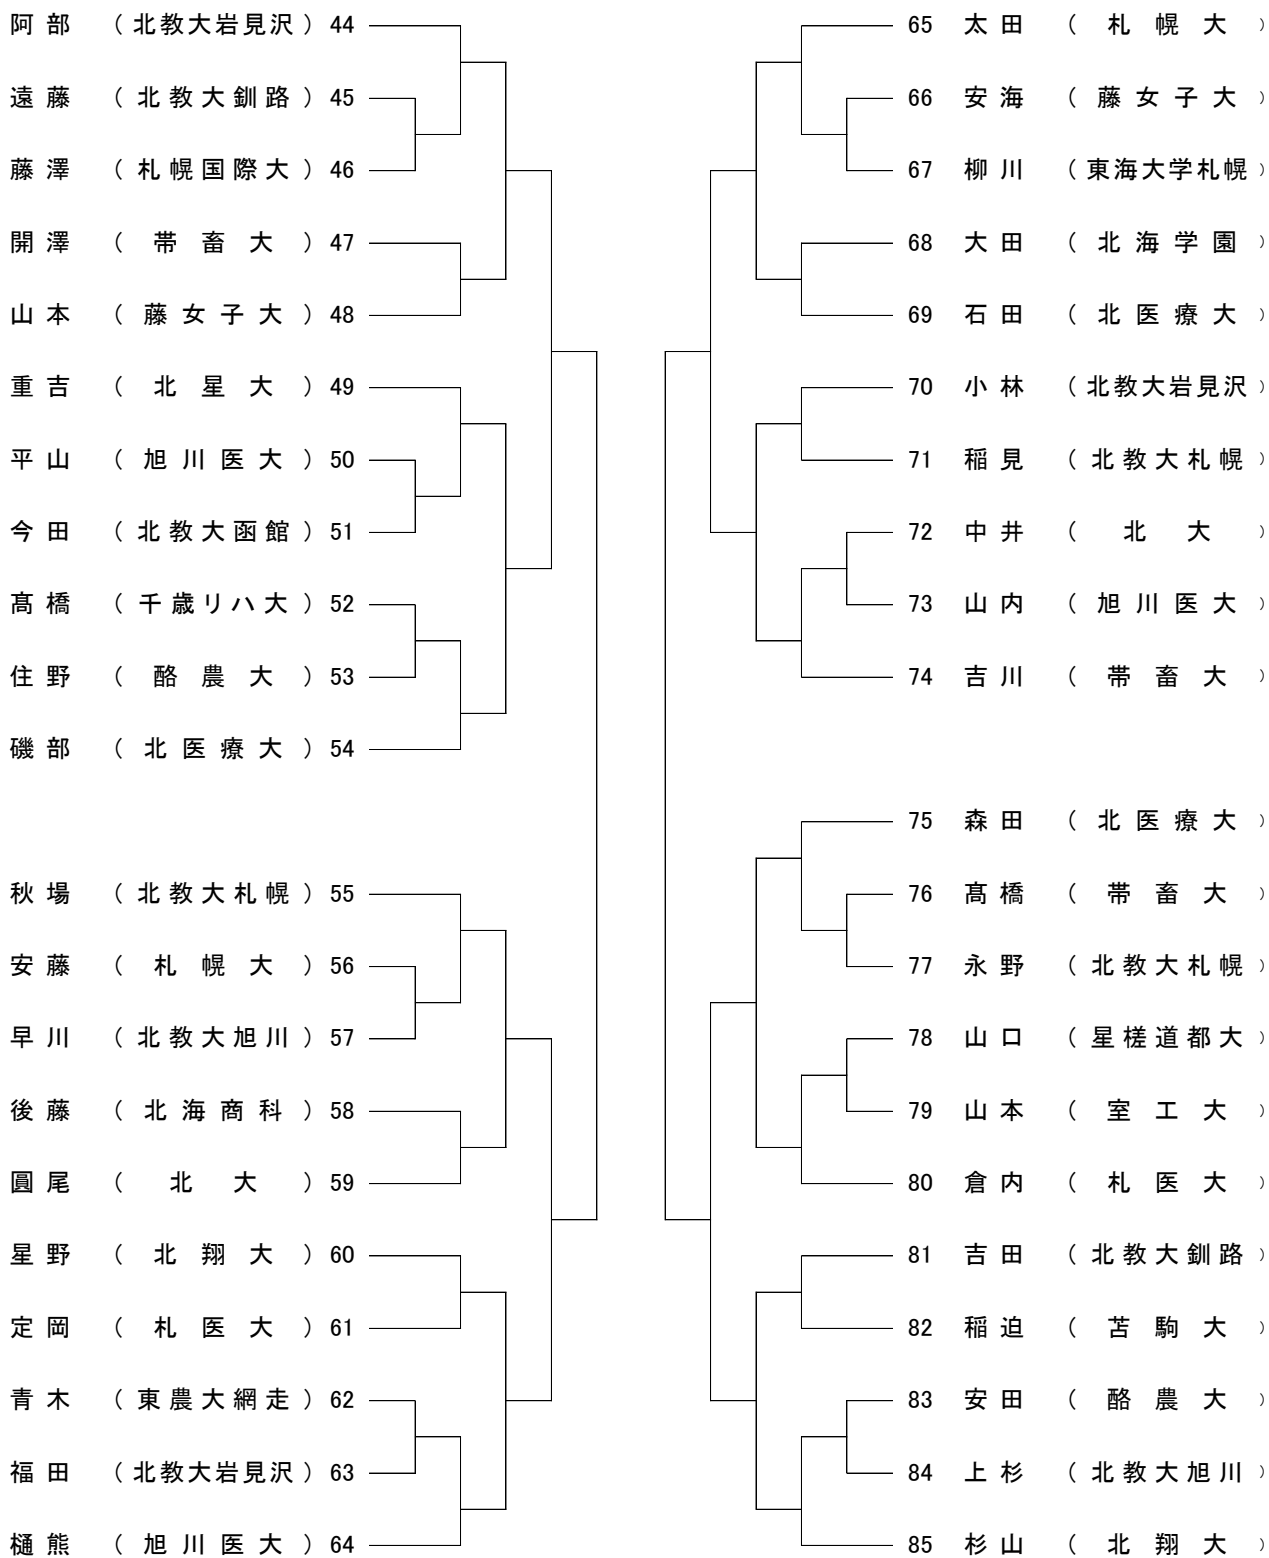 阿部 （北教大岩見沢） 44
遠藤 （北教大釧路） 45
藤澤 （札幌国際大） 46
開澤 （帯畜大） 47
山本 （藤女子大） 48
重吉 （北星大） 49
平山 （旭川医大） 50
今田 （北教大函館） 51
髙橋 （千歳リハ大） 52
住野 （酪農大） 53
磯部 （北医療大） 54
秋場 （北教大札幌） 55
安藤 （札幌大） 56
早川 （北教大旭川） 57
後藤 （北海商科） 58
圓尾 （北大） 59
星野 （北翔大） 60
定岡 （札医大） 61
青木 （東農大網走） 62
福田 （北教大岩見沢） 63
樋熊 （旭川医大） 64
65 太田 （札幌大）
66 安海 （藤女子大）
67 柳川 （東海大学札幌）
68 大田 （北海学園）
69 石田 （北医療大）
70 小林 （北教大岩見沢）
71 稲見 （北教大札幌）
72 中井 （北大）
73 山内 （旭川医大）
74 吉川 （帯畜大）
75 森田 （北医療大）
76 髙橋 （帯畜大）
77 永野 （北教大札幌）
78 山口 （星槎道都大）
79 山本 （室工大）
80 倉内 （札医大）
81 吉田 （北教大釧路）
82 稲迫 （苫駒大）
83 安田 （酪農大）
84 上杉 （北教大旭川）
85 杉山 （北翔大）